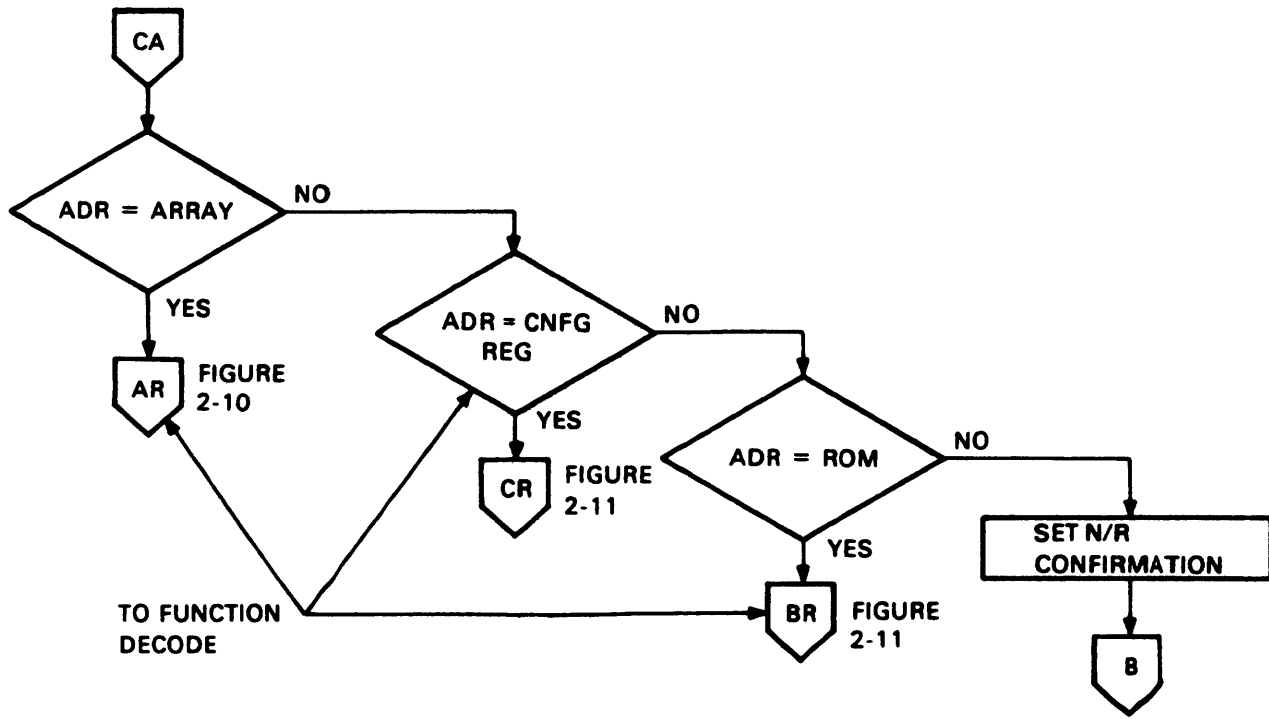 CA
ADR = ARRAY
NO
YES
AR
FIGURE
2-10
ADR = CNFG
REG
NO
YES
CR
FIGURE
2-11
ADR = ROM
NO
YES
BR
FIGURE
2-11
SET N/R
CONFIRMATION
B
TO FUNCTION
DECODE